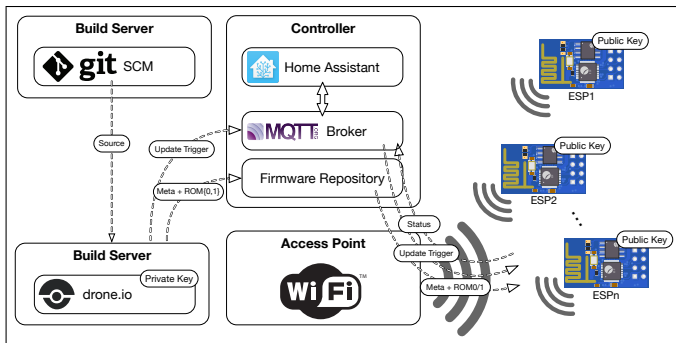 Build Server
git SCM
Source
Build Server
Private Key
drone.io
Controller
Home Assistant
MQTT.ORG Broker
Firmware Repository
Update Trigger
Meta + ROM[0,1]
Access Point
WiFi™
Status
Update Trigger
Meta + ROM0/1
Public Key
ESP1
Public Key
ESP2
...
Public Key
ESPn